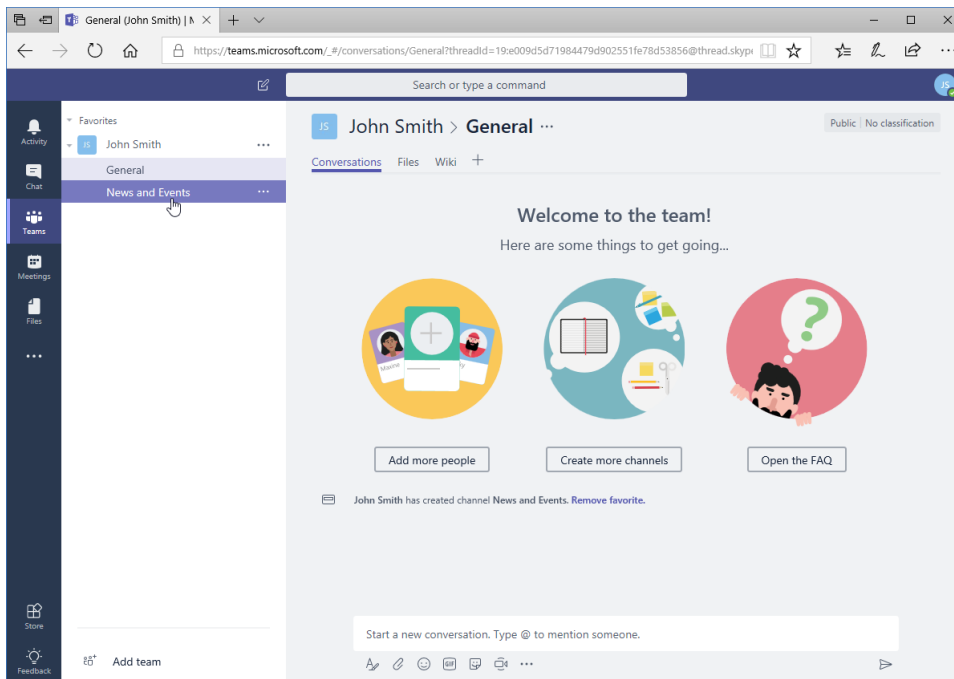 General (John Smith) | M
https://teams.microsoft.com/_#/conversations/General?threadId=19:e009d5d71984479d902551fe78d53856@thread.skype
Search or type a command
JS
Activity
Chat
Teams
Meetings
Files
Store
Feedback
Favorites
JS John Smith
General
News and Events
Add team
JS John Smith > General
Public | No classification
Conversations Files Wiki
Welcome to the team!
Here are some things to get going...
Maxine
Add more people
Create more channels
?
Open the FAQ
John Smith has created channel News and Events. Remove favorite.
Start a new conversation. Type @ to mention someone.
GIF